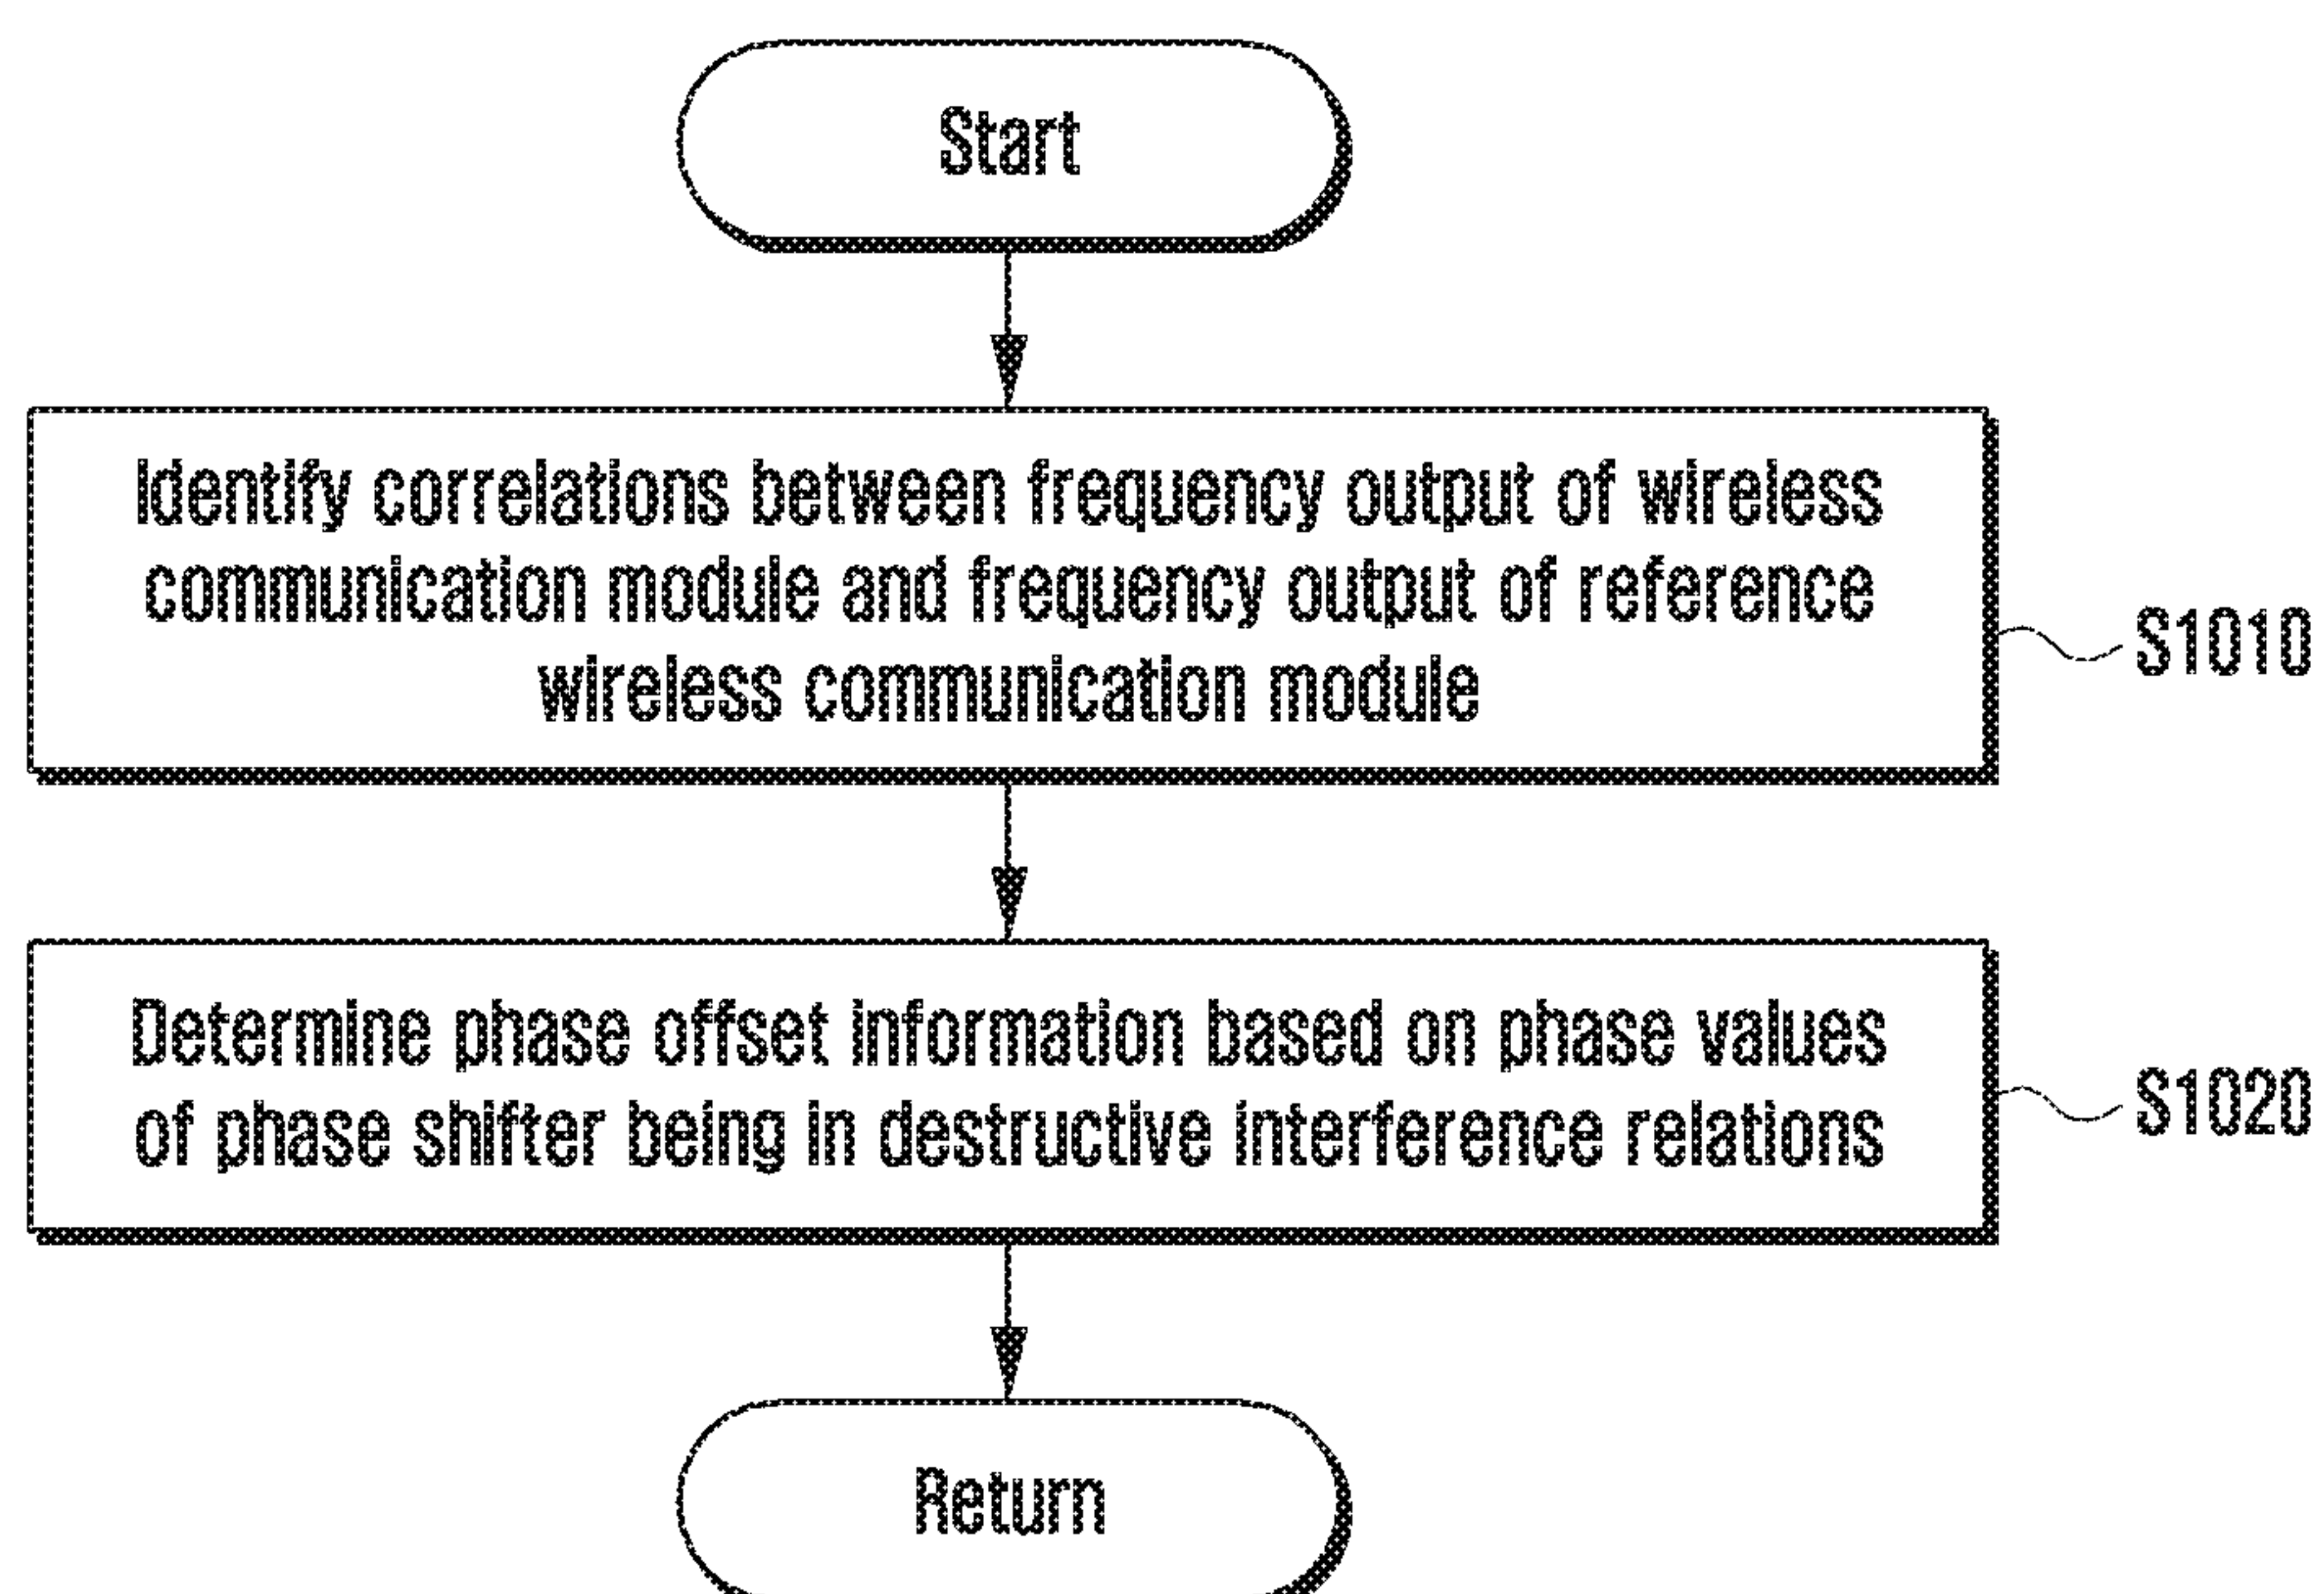 Start
Identify correlations between frequency output of wireless
communication module and frequency output of reference
wireless communication module
S1010
Determine phase offset information based on phase values
of phase shifter being in destructive interference relations
S1020
Return